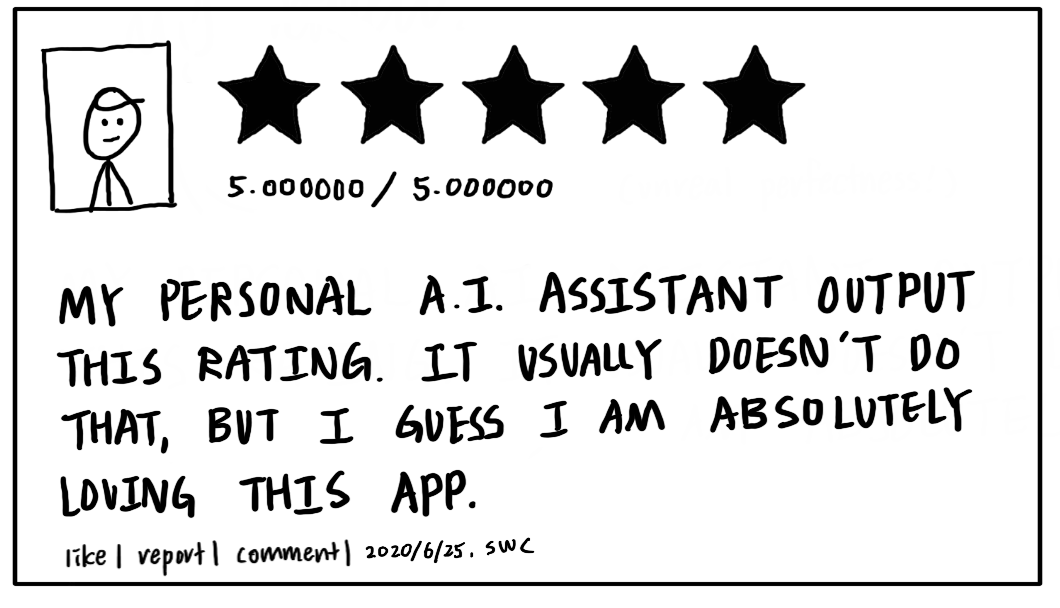 5.000000 / 5.000000
MY PERSONAL A.I. ASSISTANT OUTPUT
THIS RATING. IT USUALLY DOESN'T DO
THAT, BUT I GUESS I AM ABSOLUTELY
LOVING THIS APP.
like | report | comment | 2020/6/25. SWC